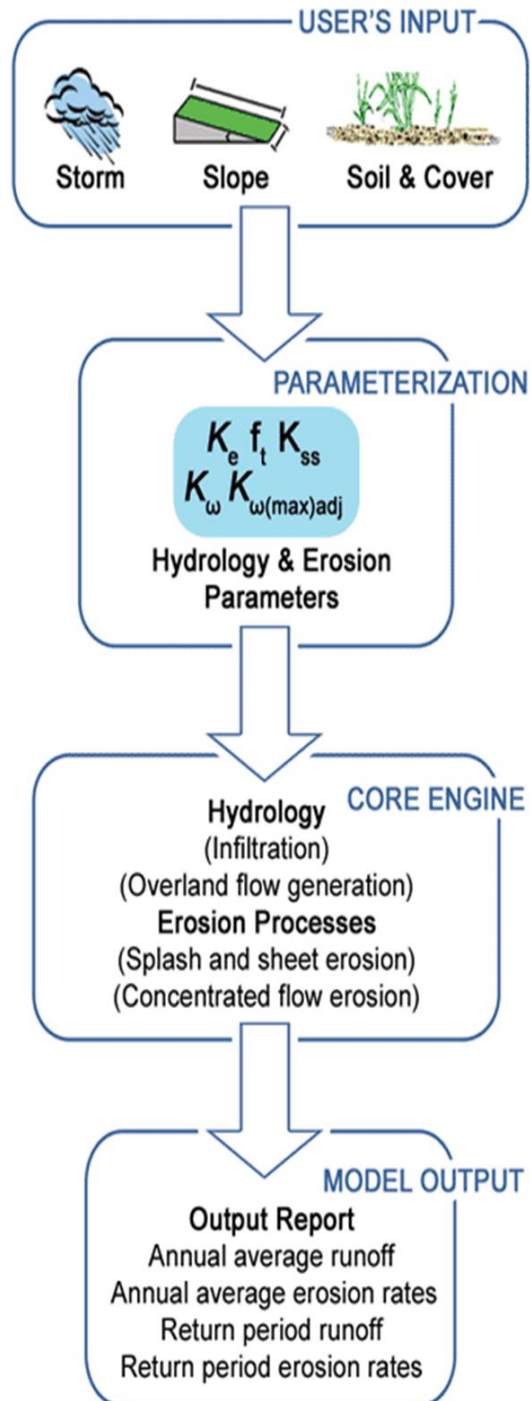 USER'S INPUT
Storm
Slope
Soil & Cover
PARAMETERIZATION
Ke ft Kss
Kω Kω(max)adj
Hydrology & Erosion
Parameters
CORE ENGINE
Hydrology
(Infiltration)
(Overland flow generation)
Erosion Processes
(Splash and sheet erosion)
(Concentrated flow erosion)
MODEL OUTPUT
Output Report
Annual average runoff
Annual average erosion rates
Return period runoff
Return period erosion rates